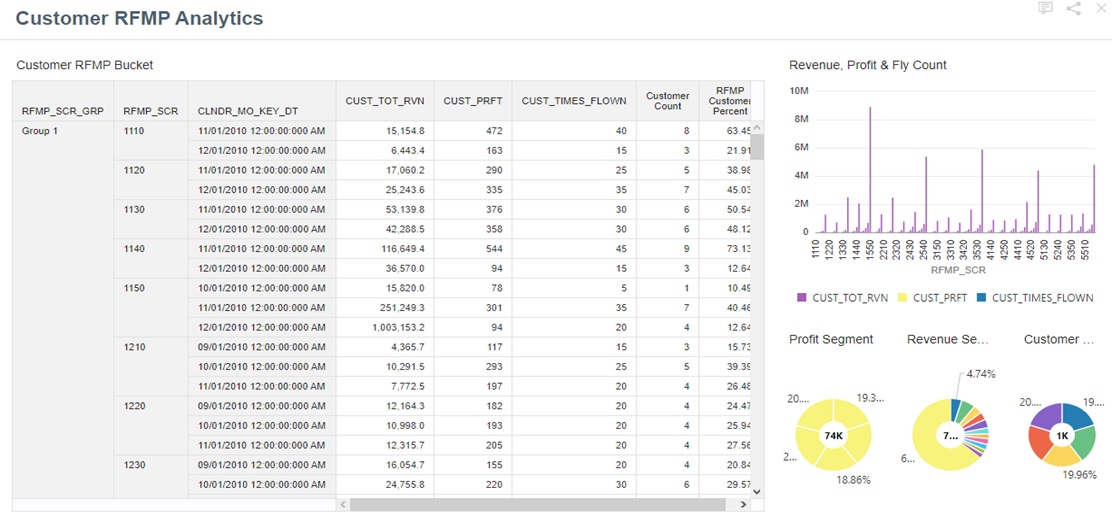 Customer RFMP Analytics
Customer RFMP Bucket
RFMP_SCR_GRP RFMP_SCR CLNDR_MO_KEY_DT CUST_TOT_RVN CUST_PRFT CUST_TIMES_FLOWN Customer Count RFMP Customer Percent
Group 1 1110 11/01/2010 12:00:00:000 AM 15,154.8 472 40 8 63.45
12/01/2010 12:00:00:000 AM 6,443.4 163 15 3 21.91
1120 11/01/2010 12:00:00:000 AM 17,060.2 290 25 5 38.98
12/01/2010 12:00:00:000 AM 25,243.6 335 35 7 45.03
1130 11/01/2010 12:00:00:000 AM 53,139.8 376 30 6 50.54
12/01/2010 12:00:00:000 AM 42,288.5 358 30 6 48.12
1140 11/01/2010 12:00:00:000 AM 116,649.4 544 45 9 73.13
12/01/2010 12:00:00:000 AM 36,570.0 94 15 3 12.64
1150 10/01/2010 12:00:00:000 AM 15,820.0 78 5 1 10.49
11/01/2010 12:00:00:000 AM 251,249.3 301 35 7 40.46
12/01/2010 12:00:00:000 AM 1,003,153.2 94 20 4 12.64
1210 09/01/2010 12:00:00:000 AM 4,365.7 117 15 3 15.73
10/01/2010 12:00:00:000 AM 10,291.5 293 25 5 39.39
11/01/2010 12:00:00:000 AM 7,772.5 197 20 4 26.48
1220 09/01/2010 12:00:00:000 AM 12,164.3 182 20 4 24.47
10/01/2010 12:00:00:000 AM 10,998.0 193 20 4 25.94
11/01/2010 12:00:00:000 AM 12,315.7 205 20 4 27.56
1230 09/01/2010 12:00:00:000 AM 16,054.7 155 20 4 20.84
10/01/2010 12:00:00:000 AM 24,755.8 220 30 6 29.57
Revenue, Profit & Fly Count
10M
8M
6M
4M
2M
0
1110 1220 1330 1440 1550 2210 2320 2430 2540 3150 3310 3420 3530 4140 4250 4410 4520 5130 5240 5350 5510
RFMP_SCR
CUST_TOT_RVN CUST_PRFT CUST_TIMES_FLOWN
Profit Segment Revenue Se... Customer ...
4.74%
20.... 19.3... 20.... 19....
74K 7... 1K
2... 6...
18.86% 19.96%